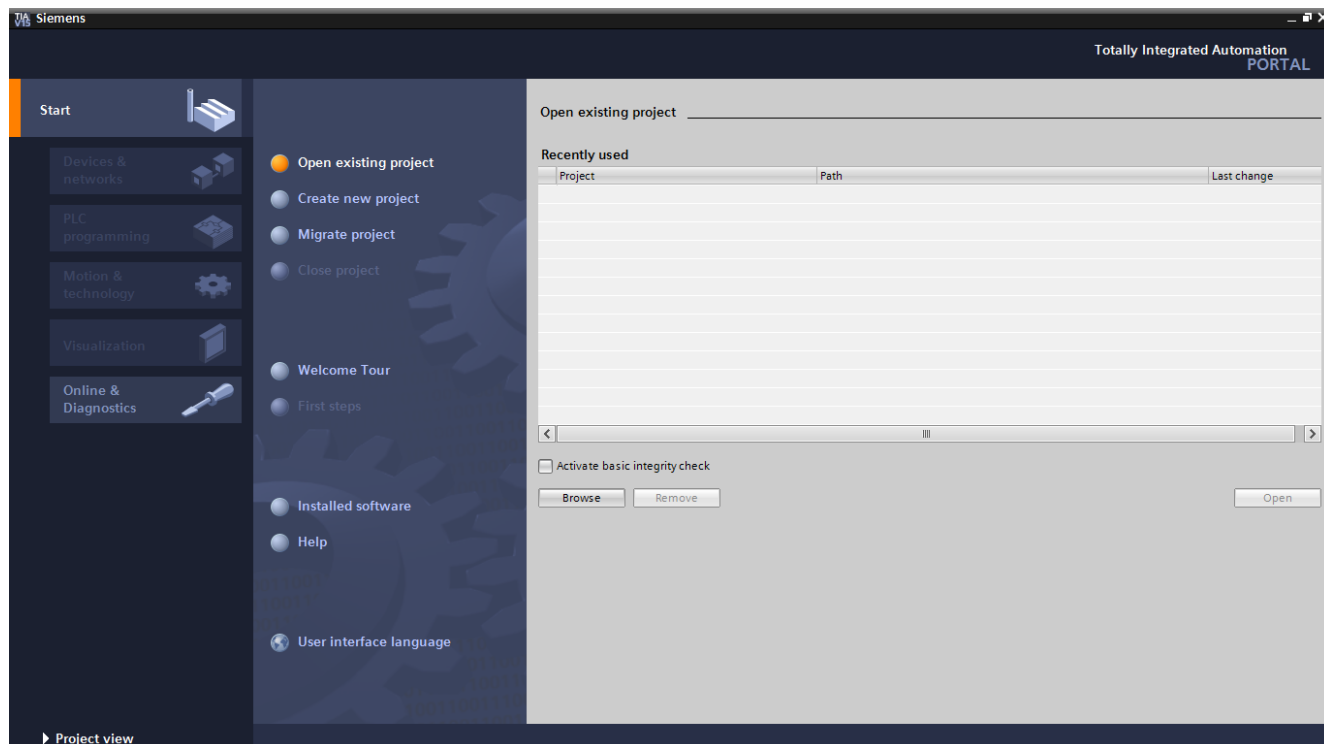 TIA
V15
Siemens
Totally Integrated Automation
PORTAL
Start
Devices &
networks
PLC
programming
Motion &
technology
Visualization
Online &
Diagnostics
Open existing project
Create new project
Migrate project
Close project
Welcome Tour
First steps
Installed software
Help
User interface language
Open existing project
Recently used
Project Path Last change
Activate basic integrity check
Browse Remove Open
Project view